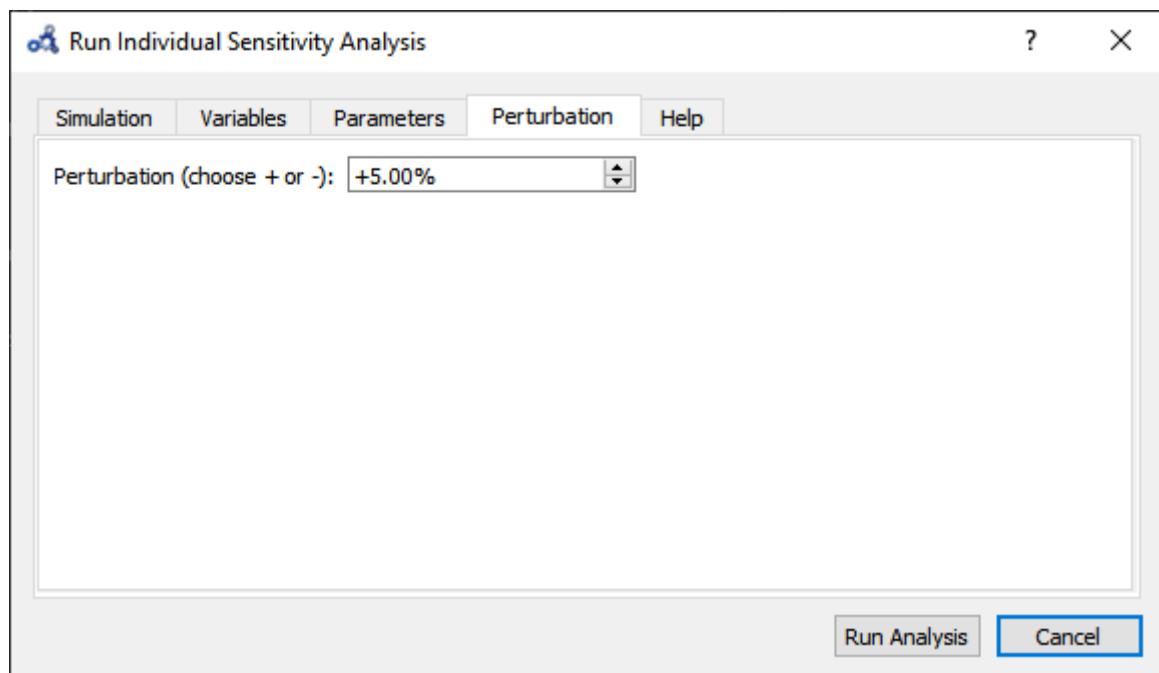 Run Individual Sensitivity Analysis ?
Simulation Variables Parameters Perturbation Help
Perturbation (choose + or -): +5.00%
Run Analysis Cancel